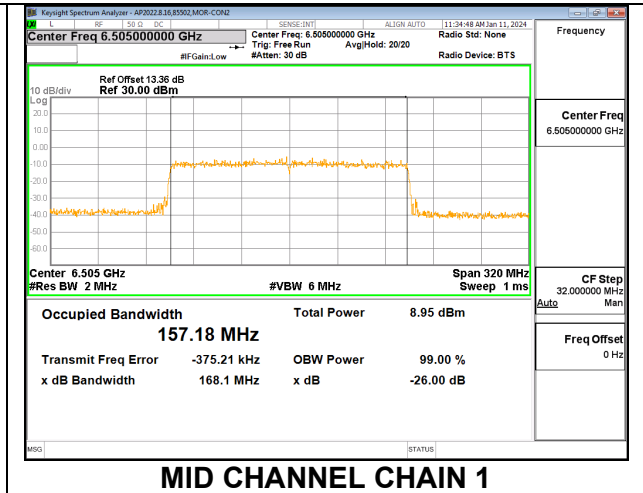 Keysight Spectrum Analyzer - AP2022.8.16,85502,MOR-CON2
L RF 50 Ω DC SENSE:INT ALIGN AUTO 11:34:48 AM Jan 11, 2024
Center Freq 6.505000000 GHz
Center Freq: 6.505000000 GHz
Radio Std: None
Trig: Free Run Avg|Hold: 20/20
#IFGain:Low #Atten: 30 dB Radio Device: BTS
Frequency
Ref Offset 13.36 dB
10 dB/div Ref 30.00 dBm
Log
20.0
10.0
0.00
-10.0
-20.0
-30.0
-40.0
-50.0
-60.0
Center Freq
6.505000000 GHz
Center 6.505 GHz Span 320 MHz
#Res BW 2 MHz #VBW 6 MHz Sweep 1 ms
CF Step
32.000000 MHz
Auto Man
Occupied Bandwidth Total Power 8.95 dBm
157.18 MHz
Freq Offset
0 Hz
Transmit Freq Error -375.21 kHz OBW Power 99.00 %
x dB Bandwidth 168.1 MHz x dB -26.00 dB
MSG STATUS
MID CHANNEL CHAIN 1